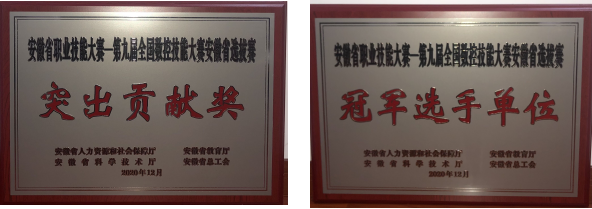 安徽省职业技能大赛—第九届全国数控技能大赛安徽省选拔赛
突出贡献奖
安徽省人力资源和社会保障厅 安徽省教育厅
安徽省科学技术厅 安徽省总工会
2020年12月
安徽省职业技能大赛—第九届全国数控技能大赛安徽省选拔赛
冠军选手单位
安徽省人力资源和社会保障厅 安徽省教育厅
安徽省科学技术厅 安徽省总工会
2020年12月